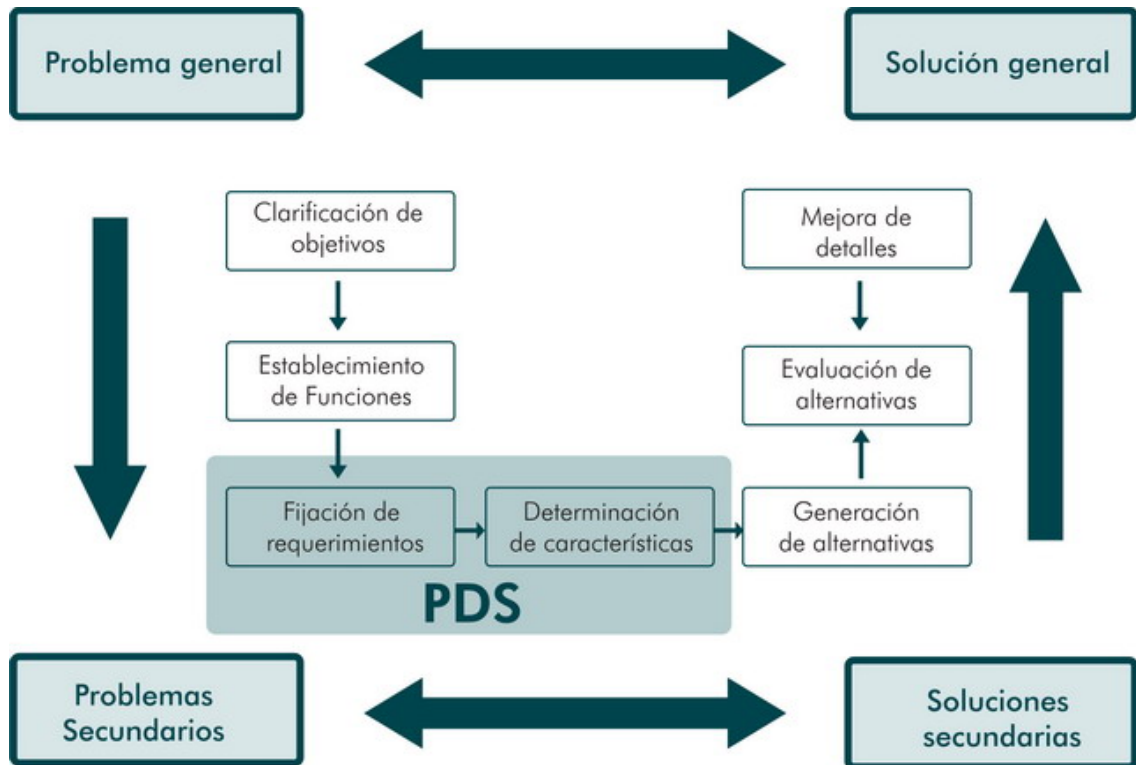 Problema general
Solución general
Clarificación de
objetivos
Mejora de
detalles
Establecimiento
de Funciones
Evaluación de
alternativas
Fijación de
requerimientos
Determinación
de características
Generación
de alternativas
PDS
Problemas
Secundarios
Soluciones
secundarias